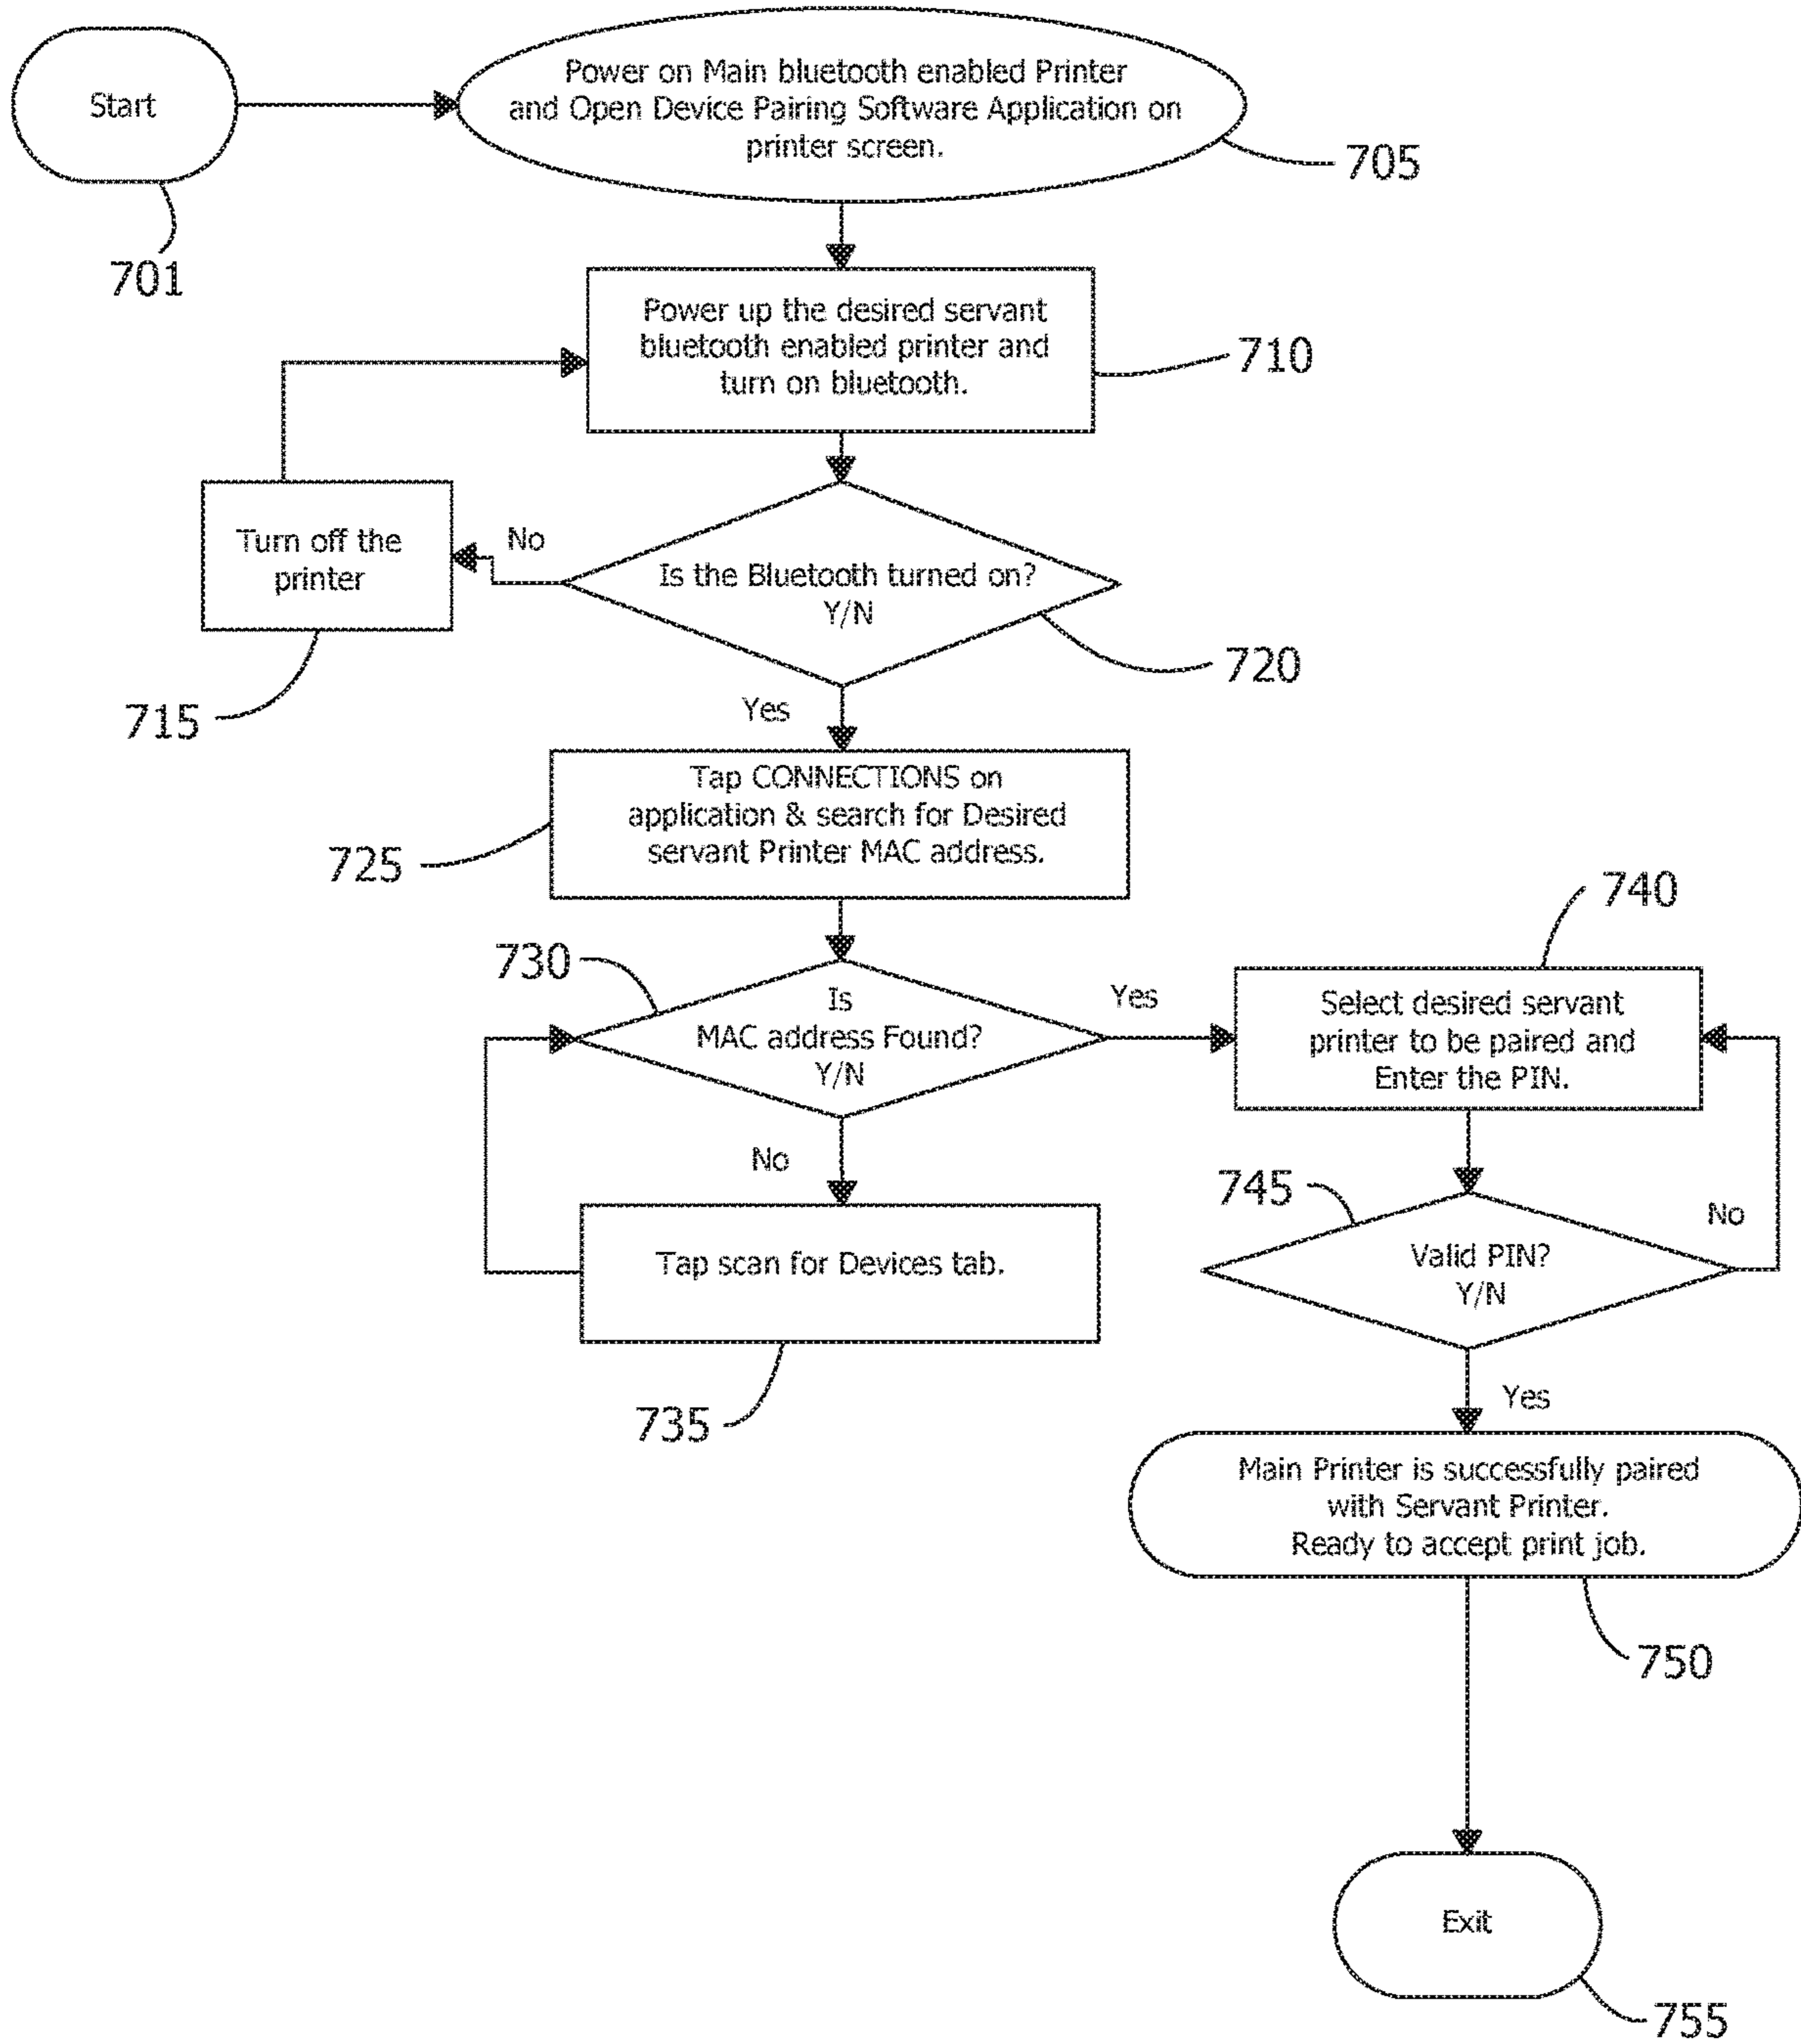 Start
701
Power on Main bluetooth enabled Printer
and Open Device Pairing Software Application on
printer screen.
705
Power up the desired servant
bluetooth enabled printer and
turn on bluetooth.
710
Turn off the
printer
715
No
Is the Bluetooth turned on?
Y/N
720
Yes
Tap CONNECTIONS on
application & search for Desired
servant Printer MAC address.
725
730
Is
MAC address Found?
Y/N
Yes
No
Tap scan for Devices tab.
735
740
Select desired servant
printer to be paired and
Enter the PIN.
745
Valid PIN?
Y/N
No
Yes
Main Printer is successfully paired
with Servant Printer.
Ready to accept print job.
750
Exit
755